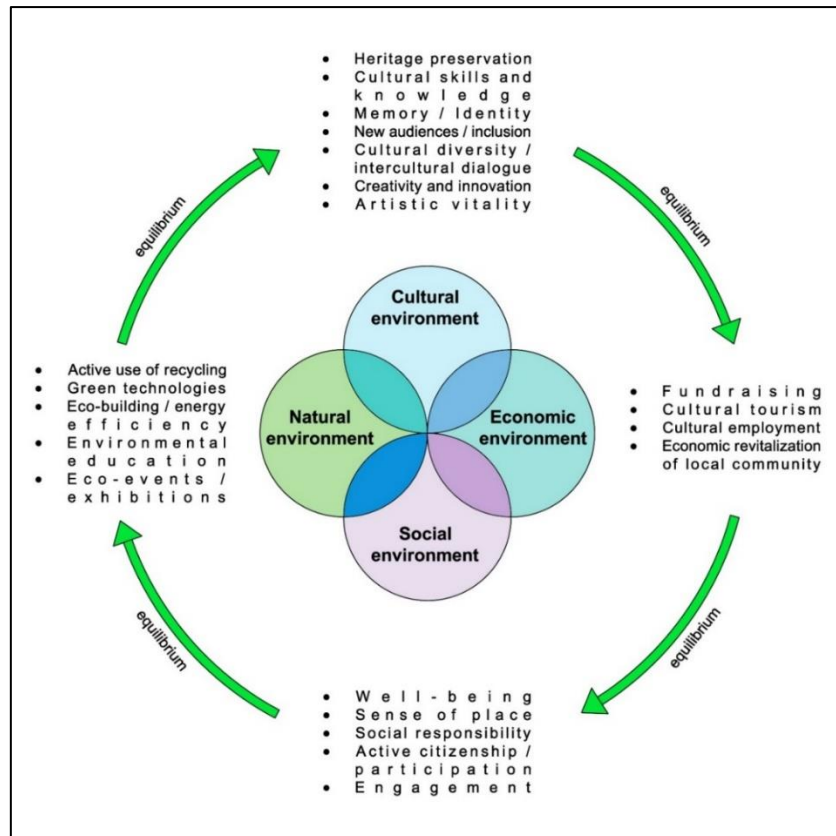 • Heritage preservation
• Cultural skills and
knowledge
• Memory / Identity
• New audiences / inclusion
• Cultural diversity /
intercultural dialogue
• Creativity and innovation
• Artistic vitality
equilibrium
equilibrium
Cultural
environment
• Active use of recycling
• Green technologies
• Eco-building / energy
efficiency
• Environmental
education
• Eco-events /
exhibitions
Natural
environment
Economic
environment
• Fundraising
• Cultural tourism
• Cultural employment
• Economic revitalization
of local community
Social
environment
equilibrium
equilibrium
• Well-being
• Sense of place
• Social responsibility
• Active citizenship /
participation
• Engagement